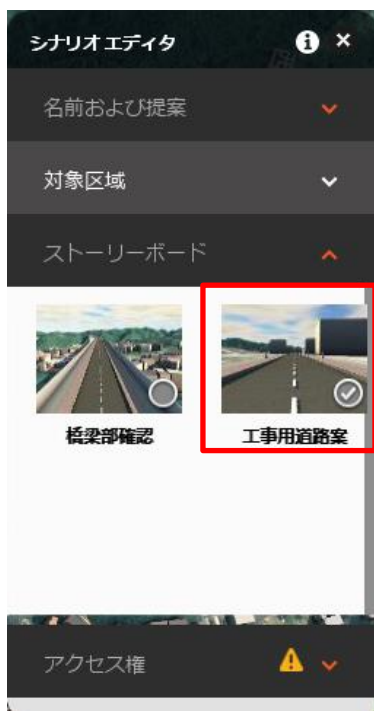 シナリオエディタ
名前および提案
対象区域
ストーリーボード
橋梁部確認
工事用道路案
アクセス権